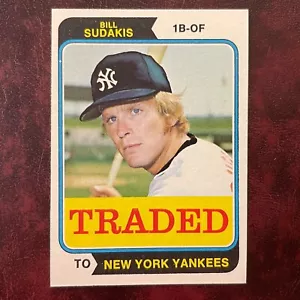 BILL
SUDAKIS
1B-OF
NY
TRADED
TO NEW YORK YANKEES